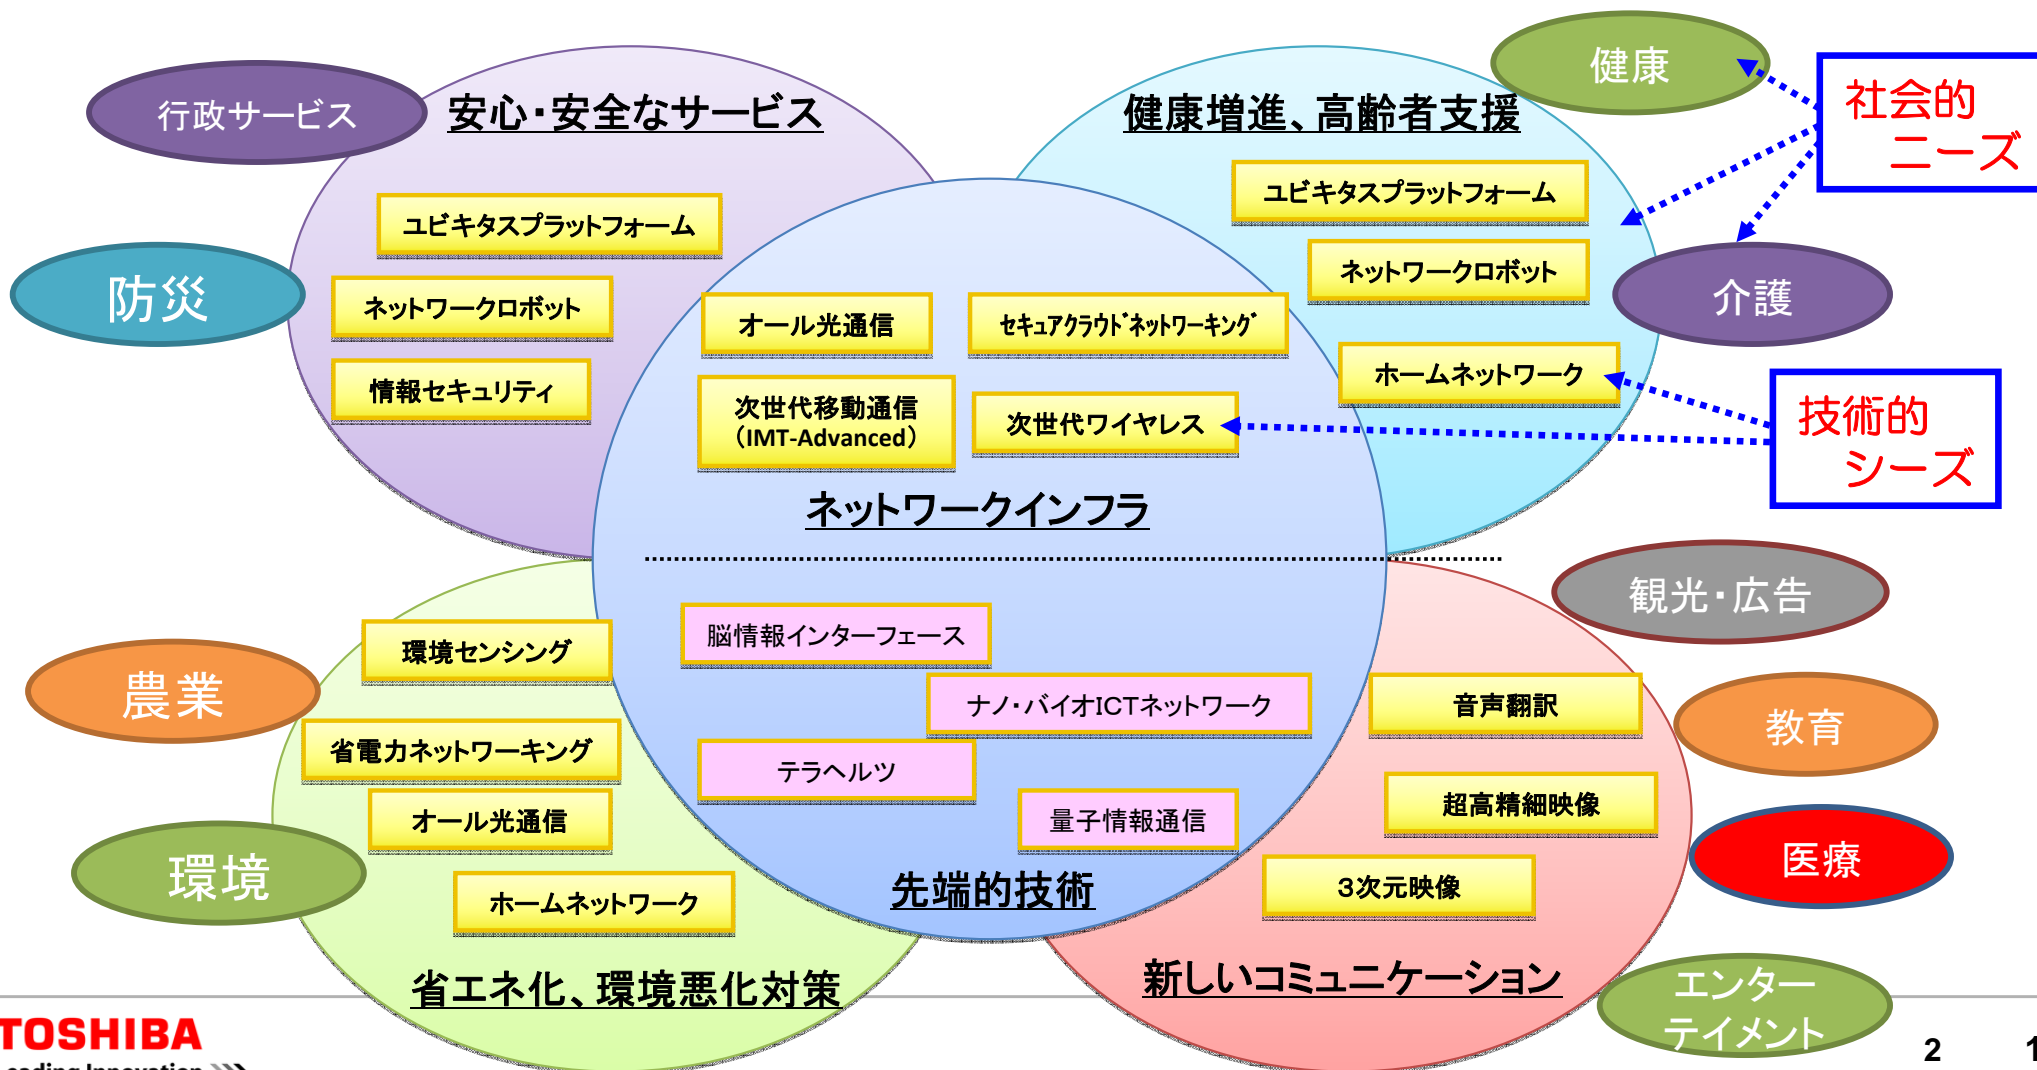 行政サービス
安心・安全なサービス
健康増進、高齢者支援
健康
社会的
ニーズ
ユビキタスプラットフォーム
ネットワークロボット
情報セキュリティ
防災
ユビキタスプラットフォーム
ネットワークロボット
ホームネットワーク
介護
オール光通信
セキュアクラウドネットワーキング
次世代移動通信
（IMT-Advanced）
次世代ワイヤレス
ネットワークインフラ
技術的
シーズ
観光・広告
脳情報インターフェース
ナノ・バイオICTネットワーク
テラヘルツ
量子情報通信
先端的技術
農業
環境センシング
省電力ネットワーキング
オール光通信
ホームネットワーク
環境
省エネ化、環境悪化対策
音声翻訳
超高精細映像
３次元映像
新しいコミュニケーション
教育
医療
エンター
テイメント
TOSHIBA
eading Innovation >>>
2
1